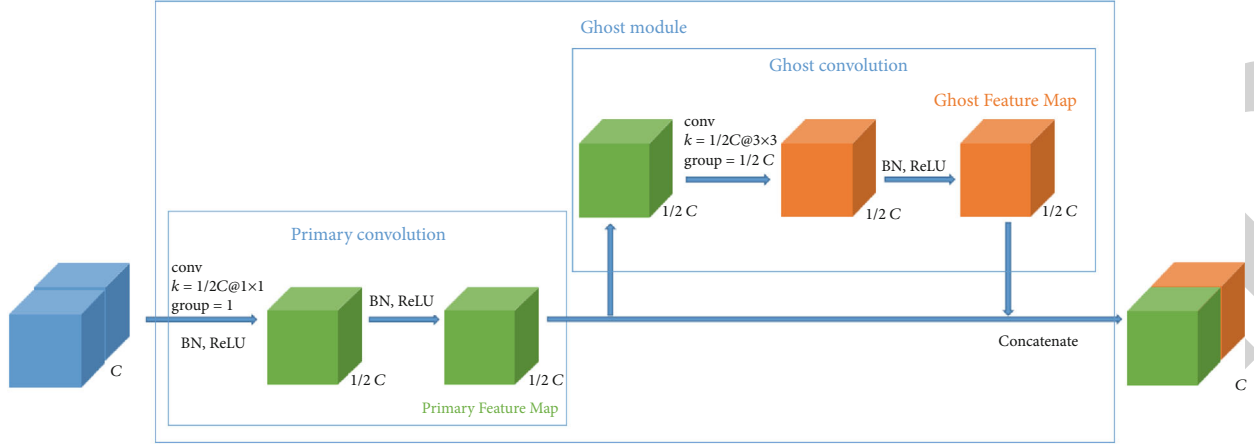 Ghost module
Ghost convolution
Ghost Feature Map
conv
k = 1/2C@3×3
group = 1/2 C
BN, ReLU
1/2 C
1/2 C
1/2 C
Primary convolution
conv
k = 1/2C@1×1
group = 1
BN, ReLU
BN, ReLU
Concatenate
C
1/2 C
1/2 C
C
Primary Feature Map